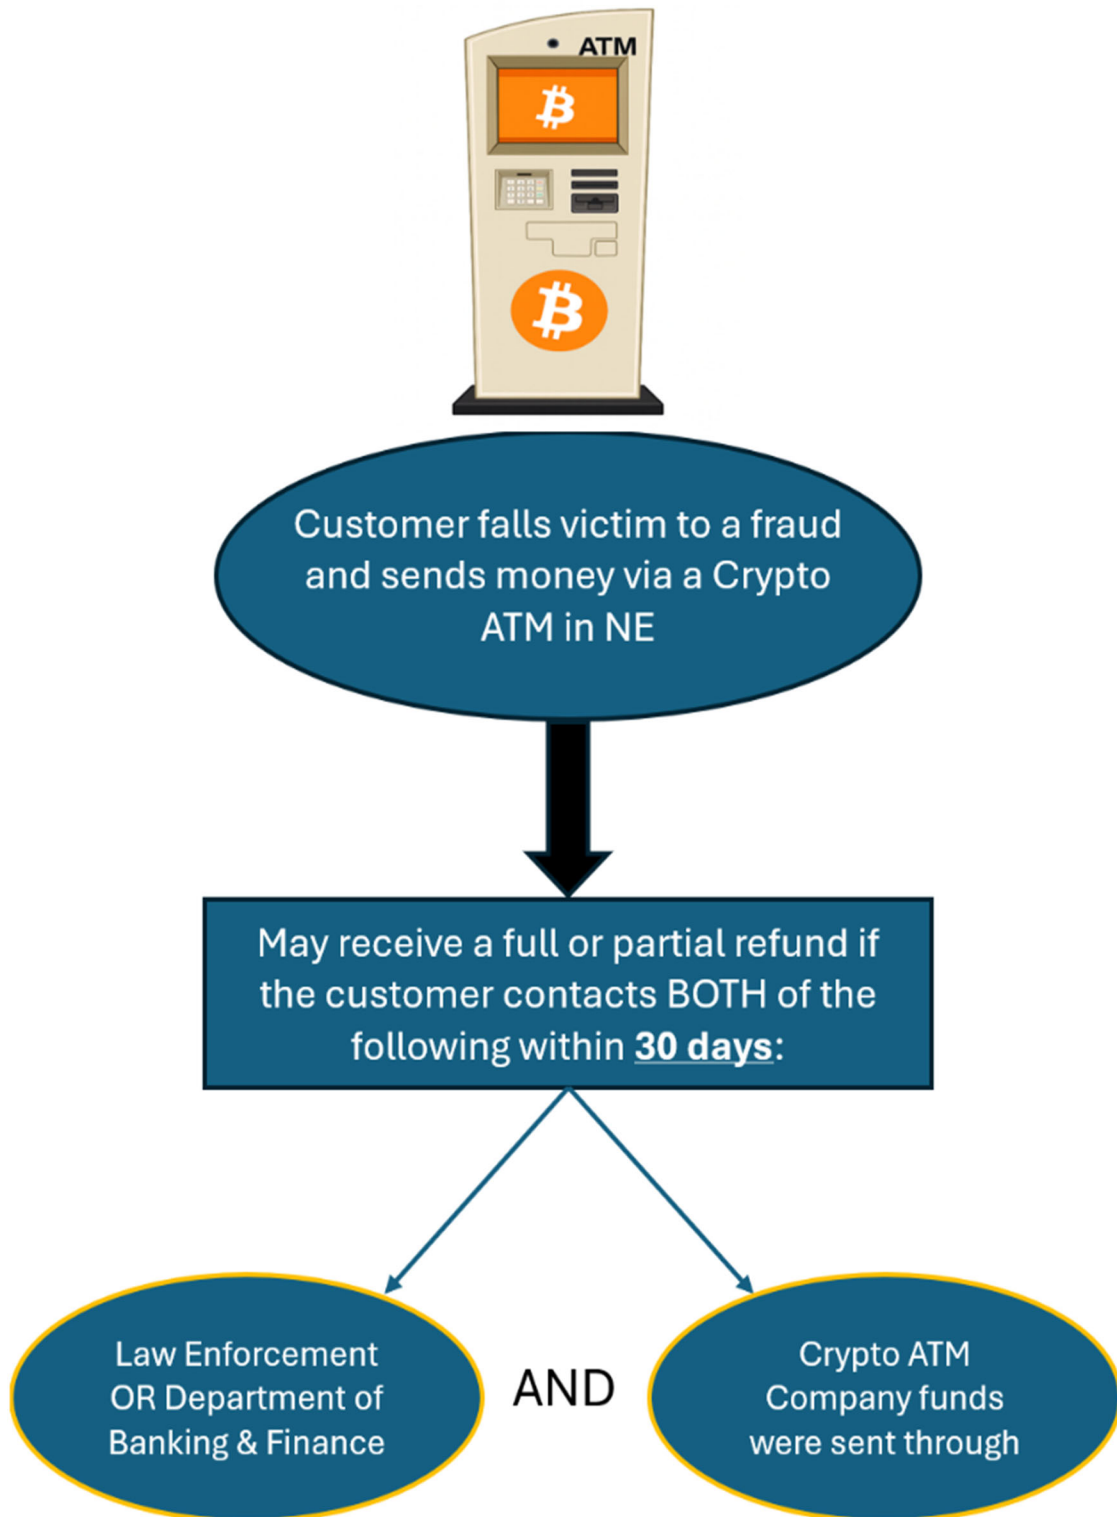 ATM
Customer falls victim to a fraud
and sends money via a Crypto
ATM in NE
May receive a full or partial refund if
the customer contacts BOTH of the
following within 30 days:
Law Enforcement
OR Department of
Banking & Finance
AND
Crypto ATM
Company funds
were sent through